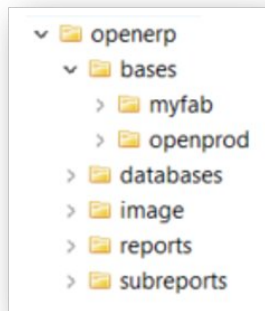 openerp
bases
myfab
openprod
databases
image
reports
subreports